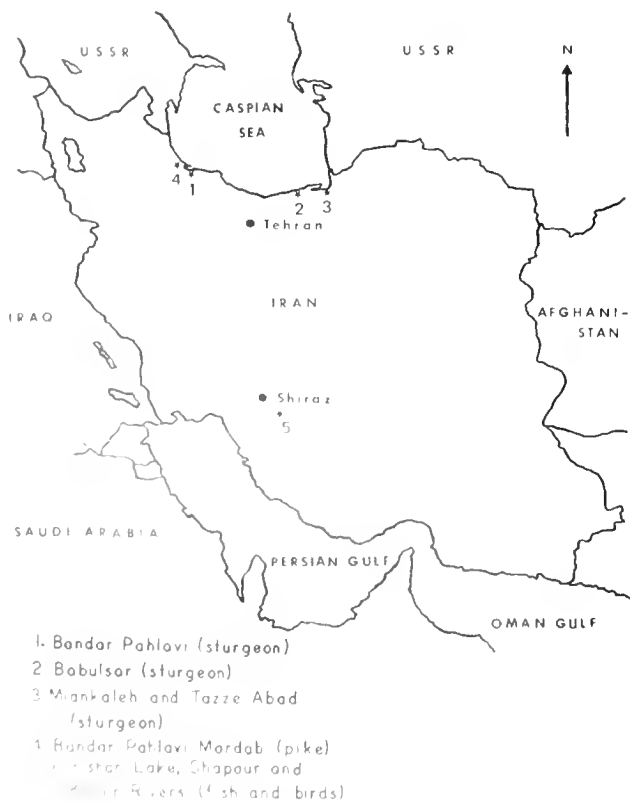 USSR
USSR
N
CASPIAN
SEA
4
1
2
3
Tehran
IRAN
IRAQ
AFGHANI-
STAN
Shiraz
5
SAUDI ARABIA
PERSIAN GULF
OMAN GULF
1. Bandar Pahlavi (sturgeon)
2 Babulsar (sturgeon)
3 Miankaleh and Tazze Abad
(sturgeon)
Bandar Pahlavi Mordab (pike)
Lake, Shapour and
Rivers (fish and birds)